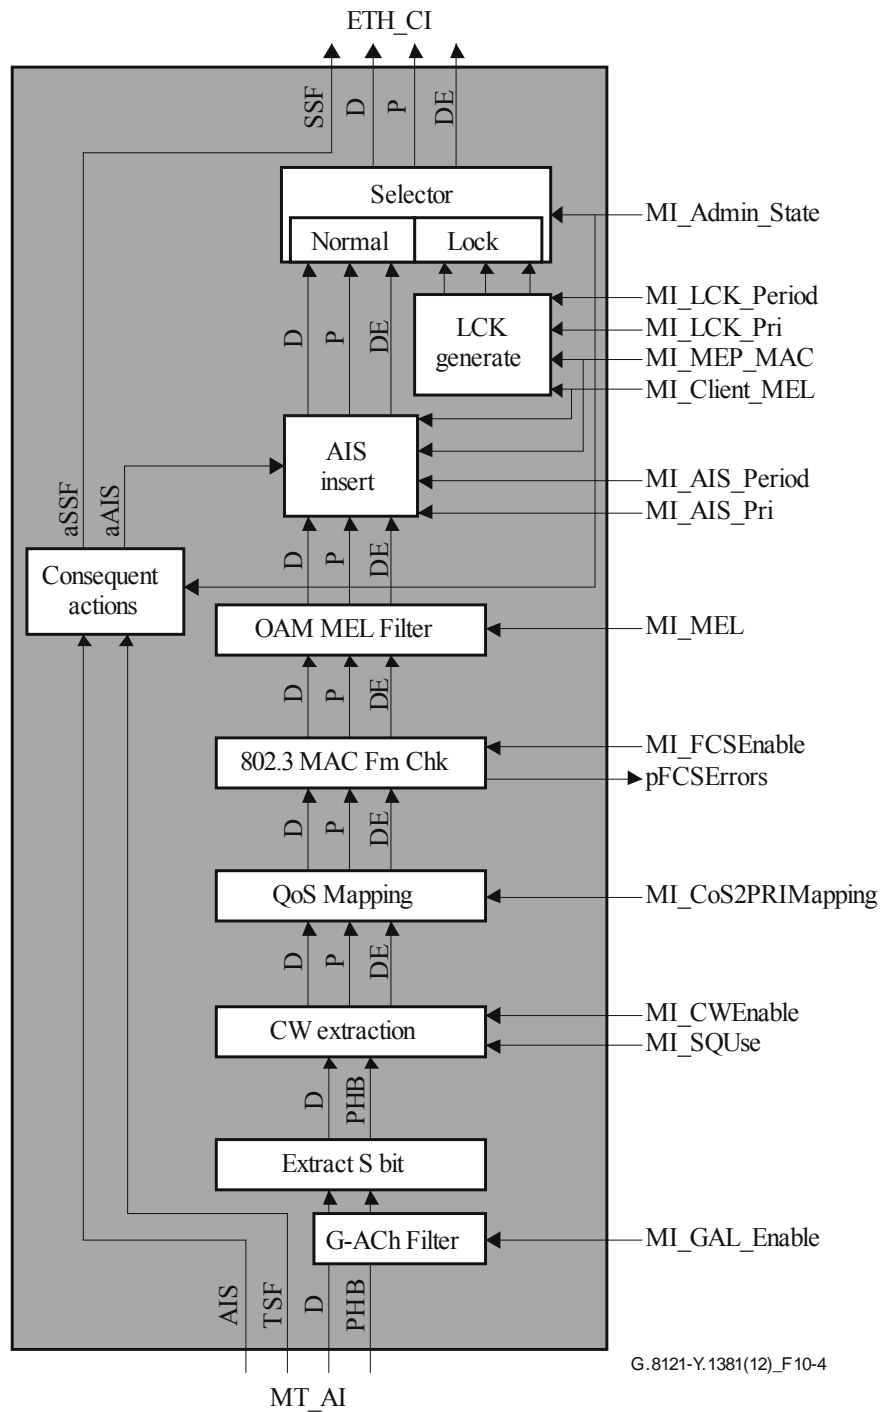 ETH_CI
SSF
D
P
DE
Selector
Normal
Lock
MI_Admin_State
LCK
generate
MI_LCK_Period
MI_LCK_Pri
MI_MEP_MAC
MI_Client_MEL
D
P
DE
AIS
insert
MI_AIS_Period
MI_AIS_Pri
aSSF
aAIS
Consequent
actions
D
P
DE
OAM MEL Filter
MI_MEL
D
P
DE
802.3 MAC Fm Chk
MI_FCSEnable
pFCSErrors
D
P
DE
QoS Mapping
MI_CoS2PRIMapping
D
P
DE
CW extraction
MI_CWEnable
MI_SQUse
D
PHB
Extract S bit
G-ACh Filter
MI_GAL_Enable
AIS
TSF
D
PHB
MT_AI
G.8121-Y.1381(12)_F10-4